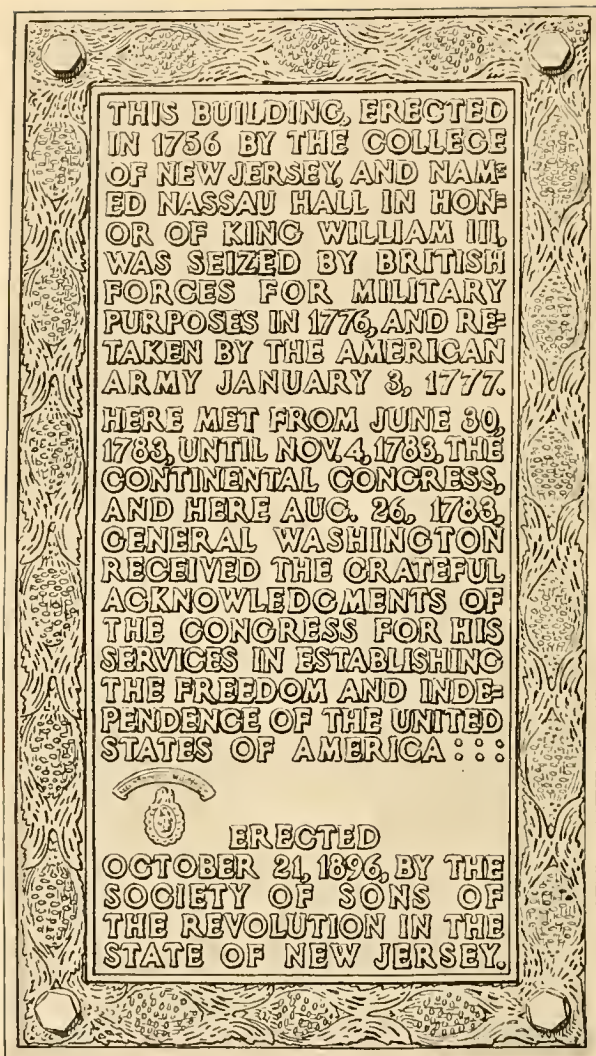 THIS BUILDING, ERECTED
IN 1756 BY THE COLLEGE
OF NEW JERSEY, AND NAM=
ED NASSAU HALL IN HON=
OR OF KING WILLIAM III,
WAS SEIZED BY BRITISH
FORCES FOR MILITARY
PURPOSES IN 1776, AND RE=
TAKEN BY THE AMERICAN
ARMY JANUARY 3, 1777.
HERE MET FROM JUNE 30,
1783, UNTIL NOV. 4, 1783, THE
CONTINENTAL CONGRESS,
AND HERE AUG. 26, 1783,
GENERAL WASHINGTON
RECEIVED THE GRATEFUL
ACKNOWLEDGMENTS OF
THE CONGRESS FOR HIS
SERVICES IN ESTABLISHING
THE FREEDOM AND INDE=
PENDENCE OF THE UNITED
STATES OF AMERICA : : :
ERECTED
OCTOBER 21, 1896, BY THE
SOCIETY OF SONS OF
THE REVOLUTION IN THE
STATE OF NEW JERSEY.